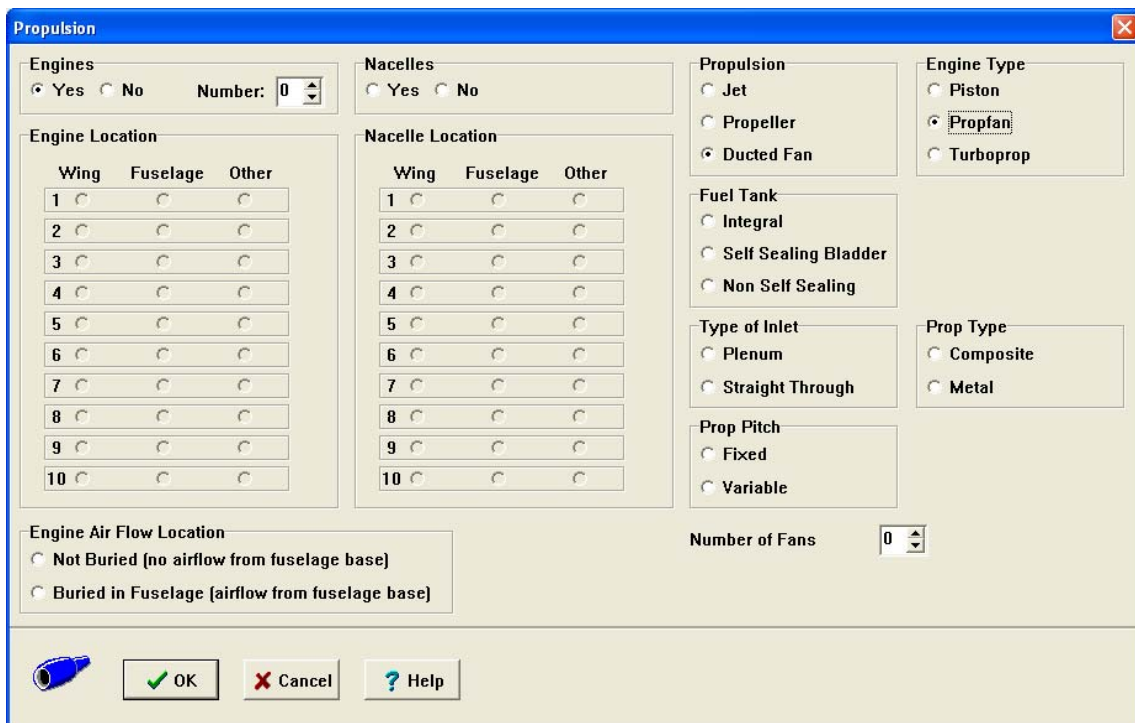 Propulsion
Engines
Yes No Number: 0
Nacelles
Yes No
Propulsion
Jet
Propeller
Ducted Fan
Engine Type
Piston
Propfan
Turboprop
Engine Location
Wing Fuselage Other
1
2
3
4
5
6
7
8
9
10
Nacelle Location
Wing Fuselage Other
1
2
3
4
5
6
7
8
9
10
Fuel Tank
Integral
Self Sealing Bladder
Non Self Sealing
Type of Inlet
Plenum
Straight Through
Prop Type
Composite
Metal
Prop Pitch
Fixed
Variable
Engine Air Flow Location
Not Buried (no airflow from fuselage base)
Buried in Fuselage (airflow from fuselage base)
Number of Fans 0
OK Cancel ? Help